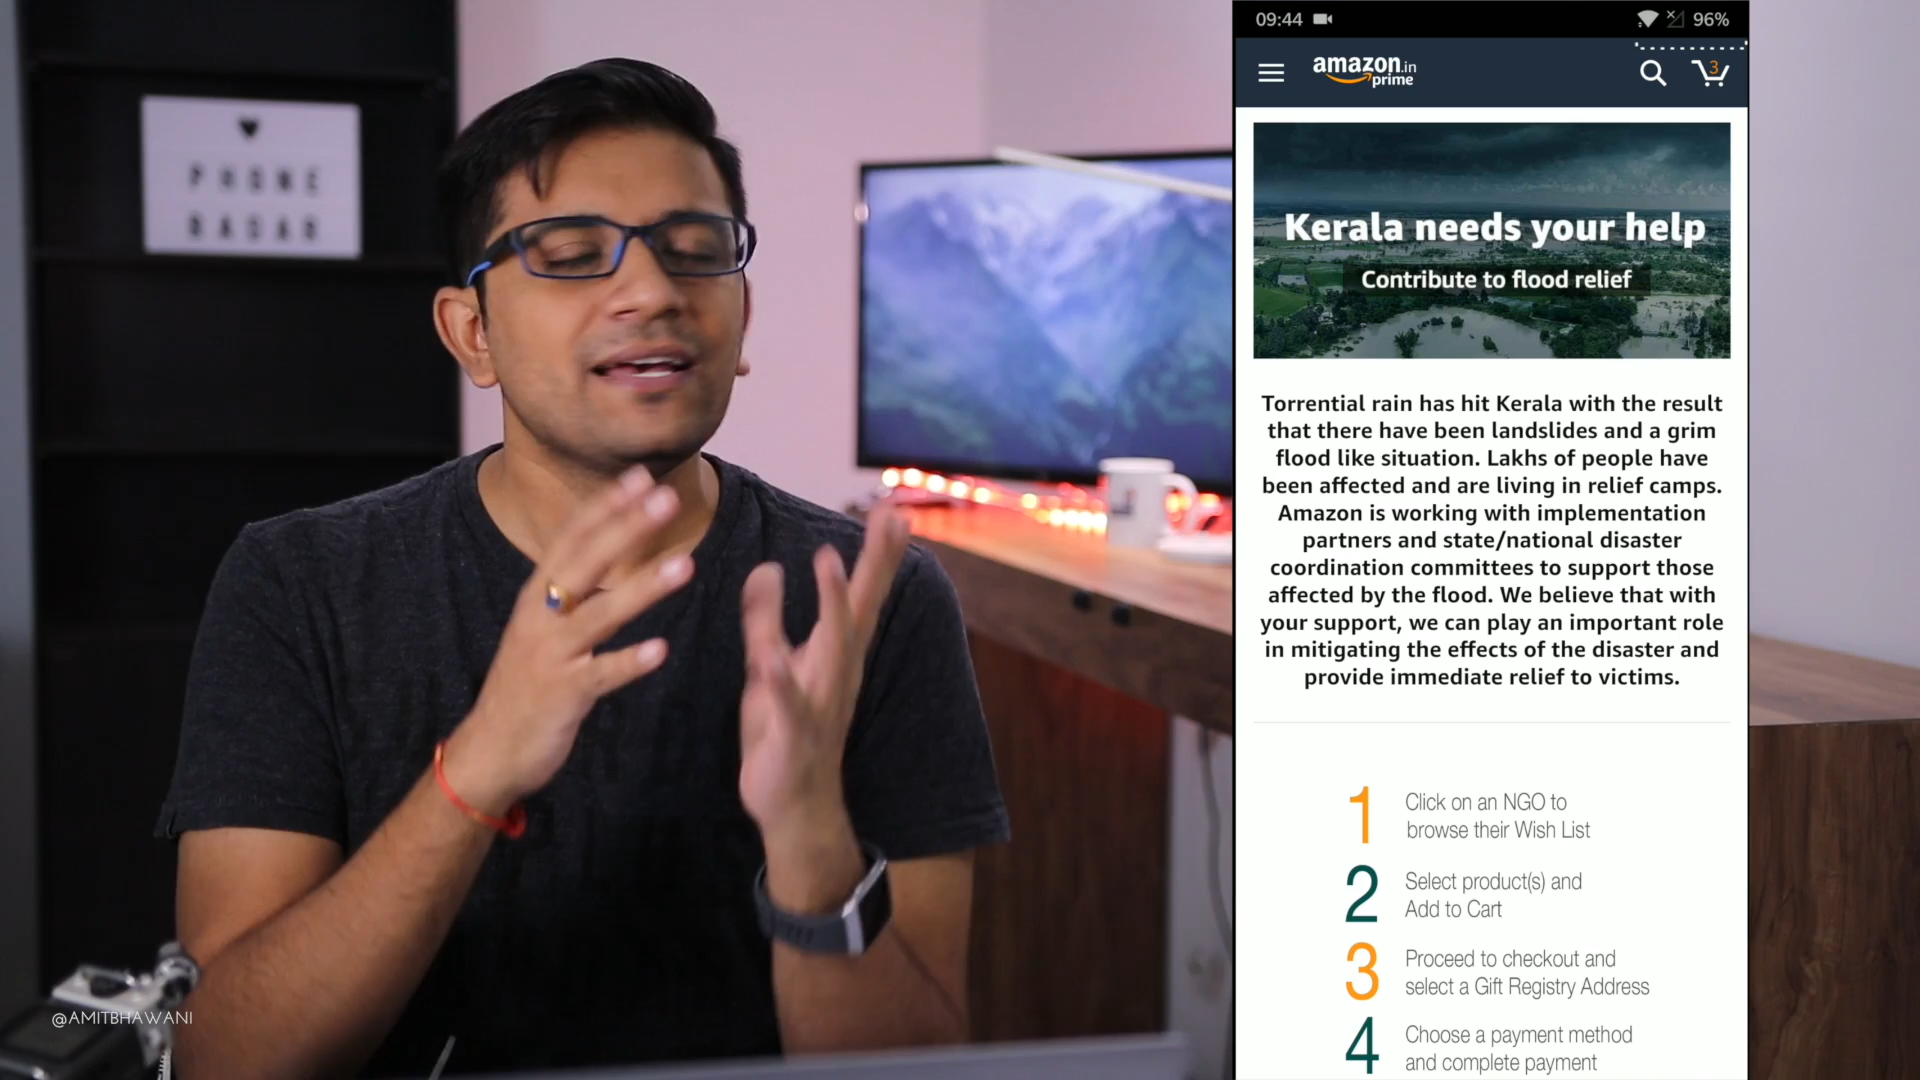 PHONE
RADAR
@AMITBHAWANI
09:44
96%
amazon.in
prime
3
Kerala needs your help
Contribute to flood relief
Torrential rain has hit Kerala with the result
that there have been landslides and a grim
flood like situation. Lakhs of people have
been affected and are living in relief camps.
Amazon is working with implementation
partners and state/national disaster
coordination committees to support those
affected by the flood. We believe that with
your support, we can play an important role
in mitigating the effects of the disaster and
provide immediate relief to victims.
1 Click on an NGO to
browse their Wish List
2 Select product(s) and
Add to Cart
3 Proceed to checkout and
select a Gift Registry Address
4 Choose a payment method
and complete payment